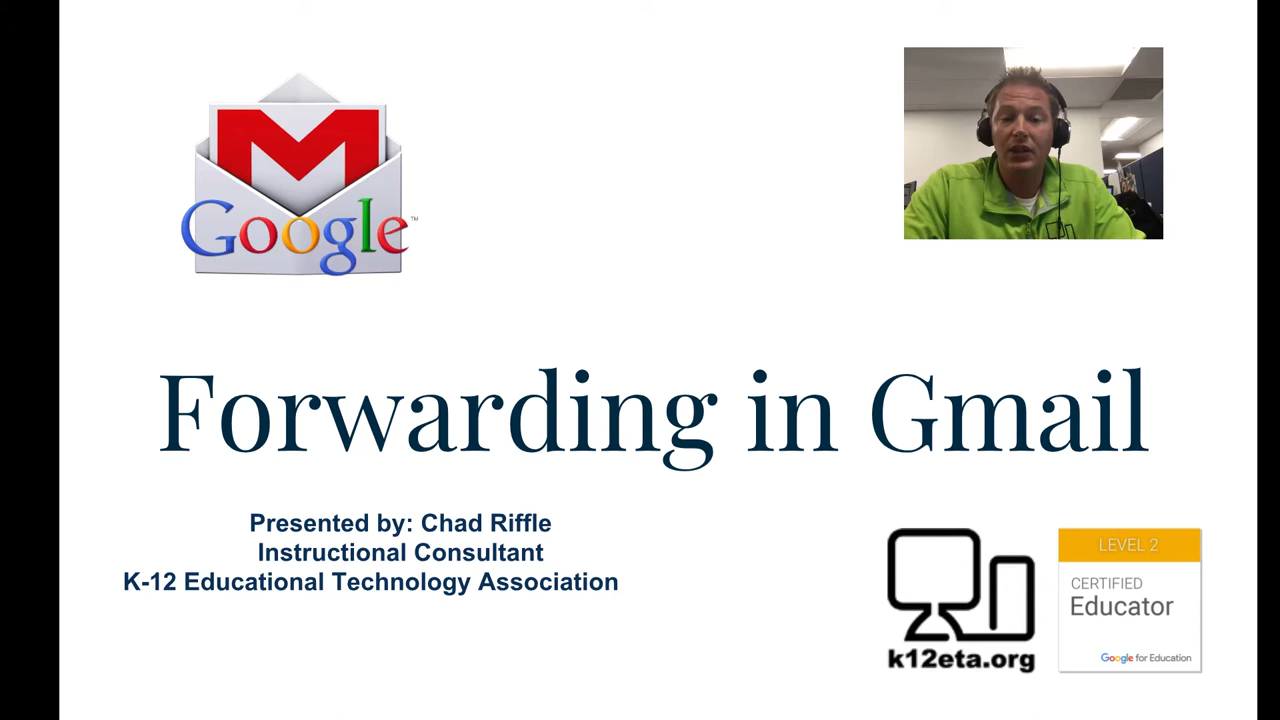 Google™
Forwarding in Gmail
Presented by: Chad Riffle
Instructional Consultant
K-12 Educational Technology Association
k12eta.org
LEVEL 2
CERTIFIED
Educator
Google for Education